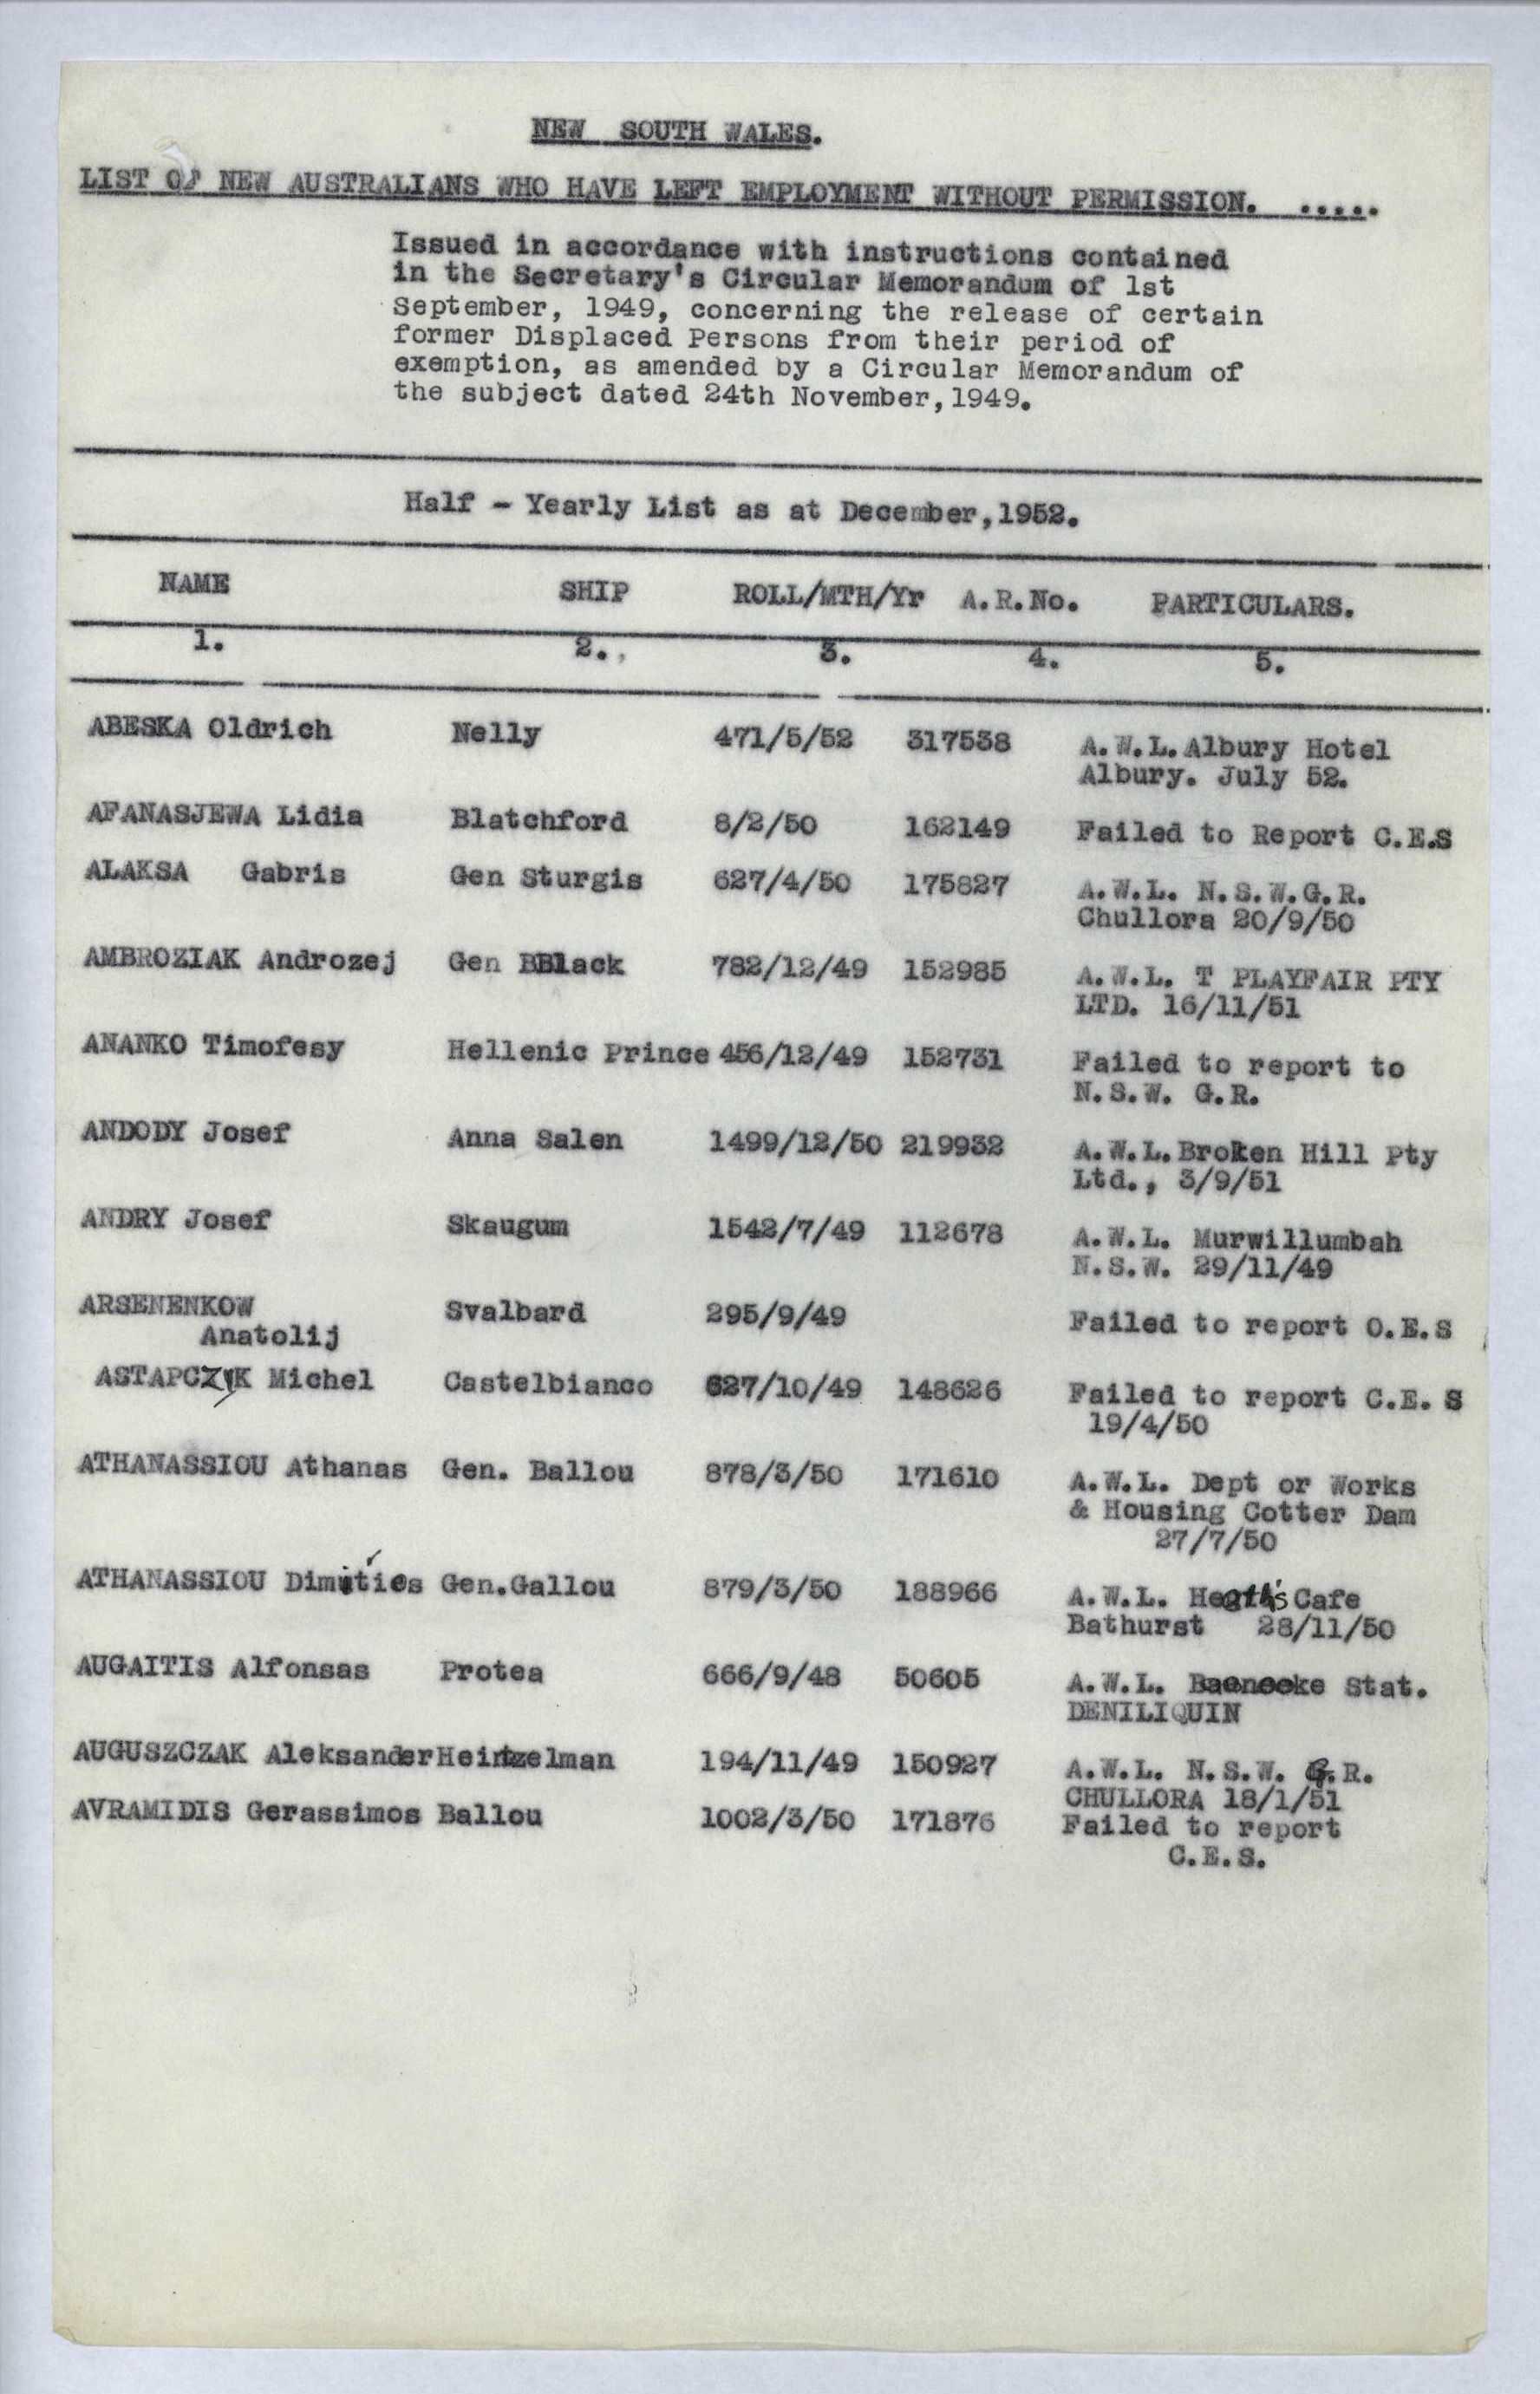 NEW SOUTH WALES.
LIST OF NEW AUSTRALIANS WHO HAVE LEFT EMPLOYMENT WITHOUT PERMISSION. .....
Issued in accordance with instructions contained
in the Secretary's Circular Memorandum of 1st
September, 1949, concerning the release of certain
former Displaced Persons from their period of
exemption, as amended by a Circular Memorandum of
the subject dated 24th November,1949.
Half - Yearly List as at December,1952.
NAME SHIP ROLL/MTH/Yr A.R.No. PARTICULARS.
1. 2. 3. 4. 5.
ABESKA Oldrich Nelly 471/5/52 317538 A.W.L.Albury Hotel
Albury. July 52.
AFANASJEWA Lidia Blatchford 8/2/50 162149 Failed to Report C.E.S
ALAKSA Gabris Gen Sturgis 627/4/50 175827 A.W.L. N.S.W.G.R.
Chullora 20/9/50
AMBROZIAK Androzej Gen BBlack 782/12/49 152985 A.W.L. T PLAYFAIR PTY
LTD. 16/11/51
ANANKO Timofesy Hellenic Prince 456/12/49 152731 Failed to report to
N.S.W. G.R.
ANDODY Josef Anna Salen 1499/12/50 219932 A.W.L.Broken Hill Pty
Ltd., 3/9/51
ANDRY Josef Skaugum 1542/7/49 112678 A.W.L. Murwillumbah
N.S.W. 29/11/49
ARSENENKOW Svalbard 295/9/49 Failed to report O.E.S
Anatolij
ASTAPCZYK Michel Castelbianco 627/10/49 148626 Failed to report C.E. S
19/4/50
ATHANASSIOU Athanas Gen. Ballou 878/3/50 171610 A.W.L. Dept or Works
& Housing Cotter Dam
27/7/50
ATHANASSIOU Dimities Gen.Gallou 879/3/50 188966 A.W.L. Heath's Cafe
Bathurst 28/11/50
AUGAITIS Alfonsas Protea 666/9/48 50605 A.W.L. Stat.
DENILIQUIN
AUGUSZCZAK Aleksander Heintzelman 194/11/49 150927 A.W.L. N.S.W. G.R.
CHULLORA 18/1/51
AVRAMIDIS Gerassimos Ballou 1002/3/50 171876 Failed to report
C.E.S.